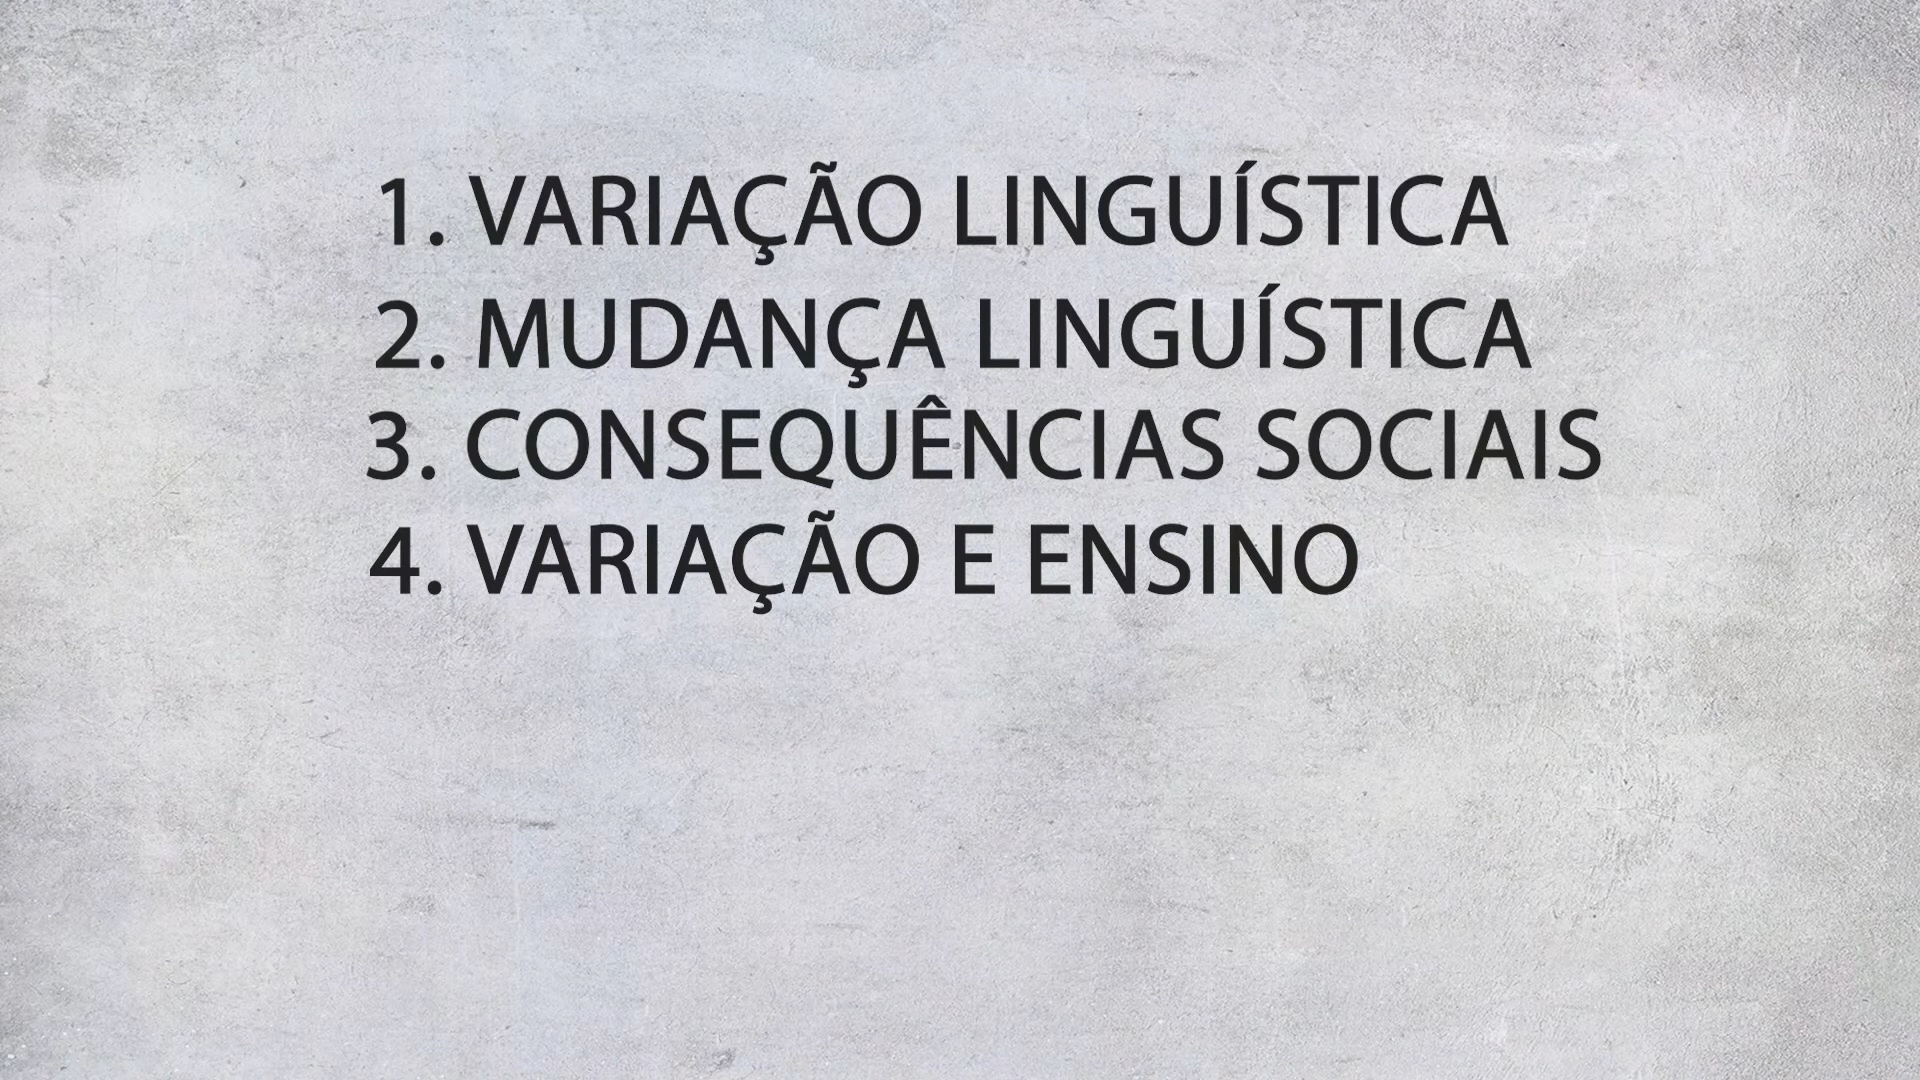 1. VARIAÇÃO LINGUÍSTICA
2. MUDANÇA LINGUÍSTICA
3. CONSEQUÊNCIAS SOCIAIS
4. VARIAÇÃO E ENSINO